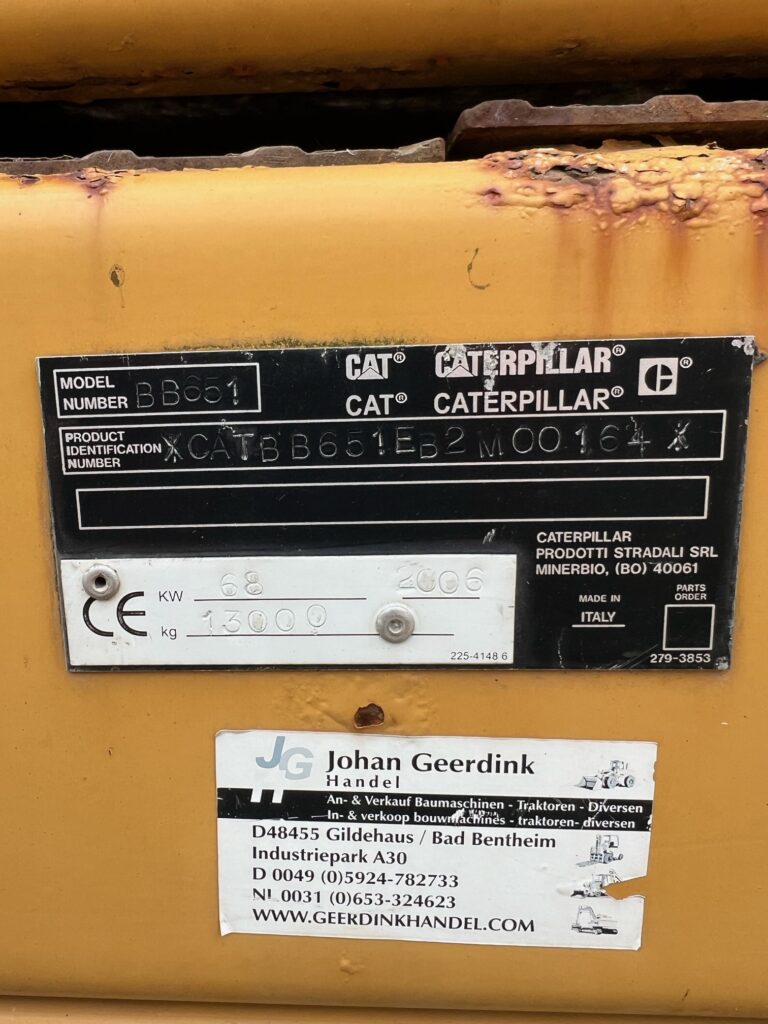 CAT® CATERPILLAR® C®
MODEL NUMBER BB651
CAT® CATERPILLAR®
PRODUCT
IDENTIFICATION
NUMBER
XCATBB651EB2M00164X
CATERPILLAR
PRODOTTI STRADALI SRL
MINERBIO, (BO) 40061
CE
KW 68 2006
kg 13000
225-4148 6
MADE IN
ITALY
PARTS
ORDER
279-3853
JG Johan Geerdink
Handel
An- & Verkauf Baumaschinen - Traktoren - Diversen
In- & verkoop bouwmachines - traktoren- diversen
D48455 Gildehaus / Bad Bentheim
Industriepark A30
D 0049 (0)5924-782733
NL 0031 (0)653-324623
WWW.GEERDINKHANDEL.COM